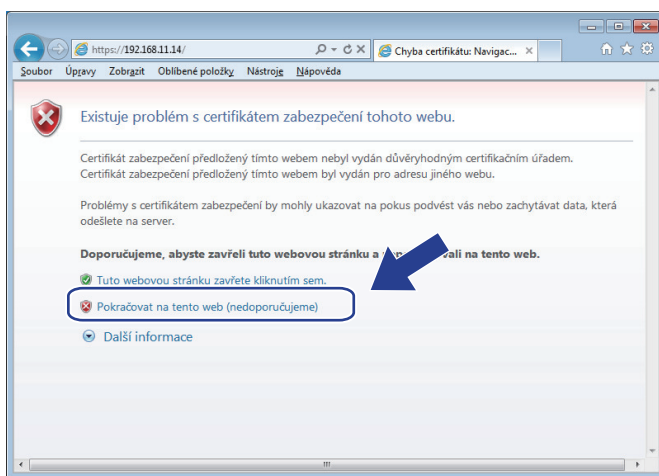 https://192.168.11.14/
Chyba certifikátu: Navigac...
Soubor Úpravy Zobrazit Oblíbené položky Nástroje Nápověda
Existuje problém s certifikátem zabezpečení tohoto webu.
Certifikát zabezpečení předložený tímto webem nebyl vydán důvěryhodným certifikačním úřadem.
Certifikát zabezpečení předložený tímto webem byl vydán pro adresu jiného webu.
Problémy s certifikátem zabezpečení by mohly ukazovat na pokus podvést vás nebo zachytávat data, která
odešlete na server.
Doporučujeme, abyste zavřeli tuto webovou stránku a na tento web.
Tuto webovou stránku zavřete kliknutím sem.
Pokračovat na tento web (nedoporučujeme)
Další informace